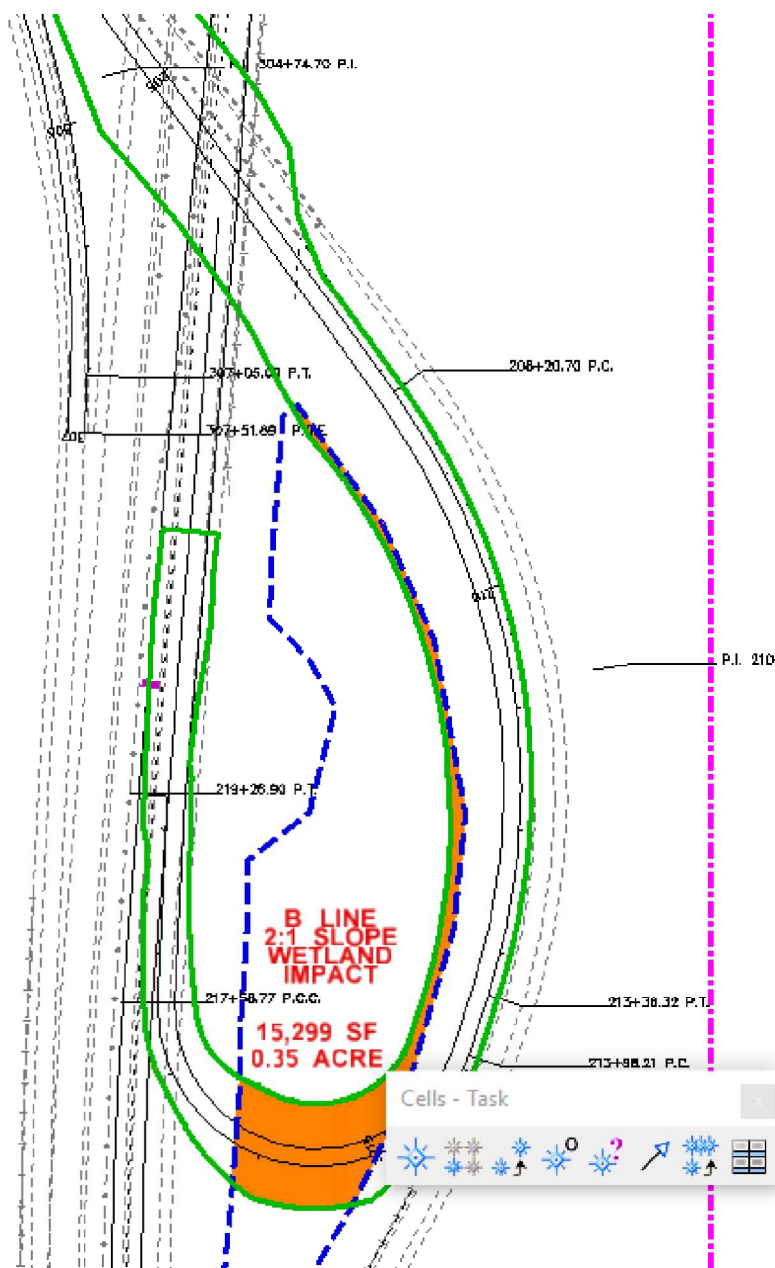 304+74.70 P.I.
307+05.00 P.T.
208+20.70 P.C.
307+51.89
P.I. 210
219+26.90 P.T.
B LINE
2:1 SLOPE
WETLAND
IMPACT
217+58.77 P.C.C.
213+36.32 P.T.
15,299 SF
0.35 ACRE
213+98.21 P.C.
Cells - Task